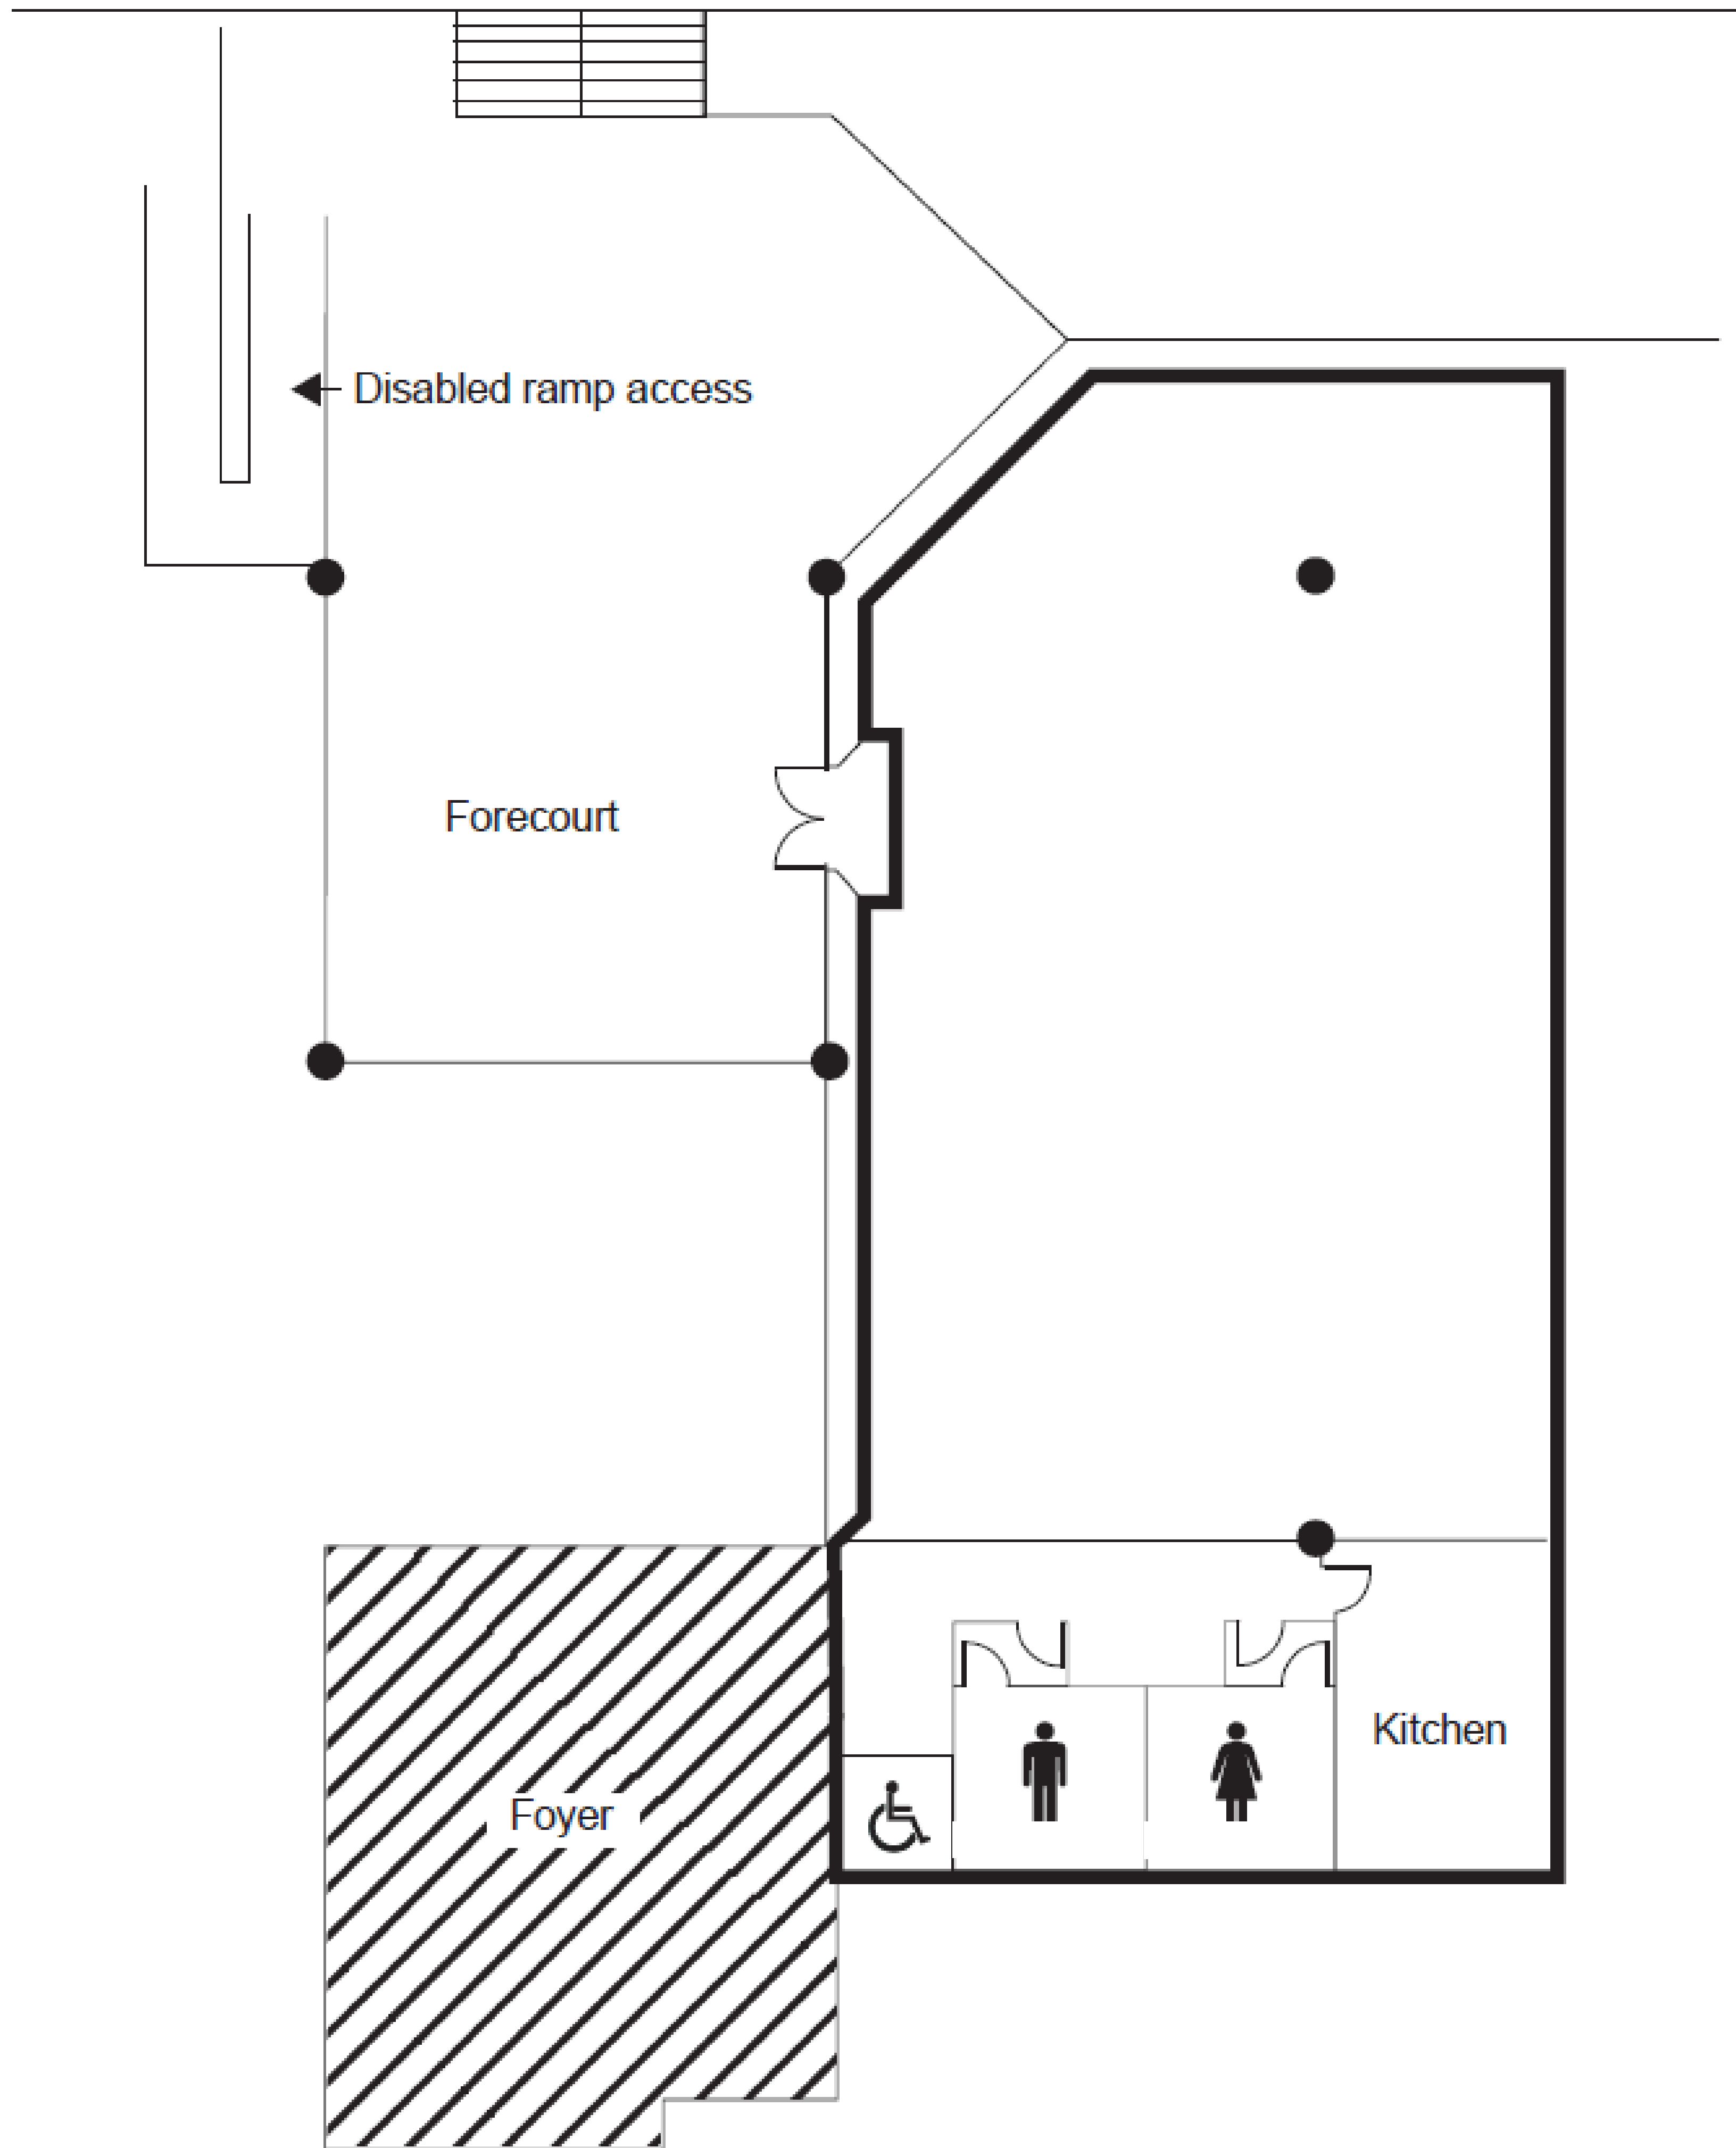 Disabled ramp access
Forecourt
Kitchen
Foyer